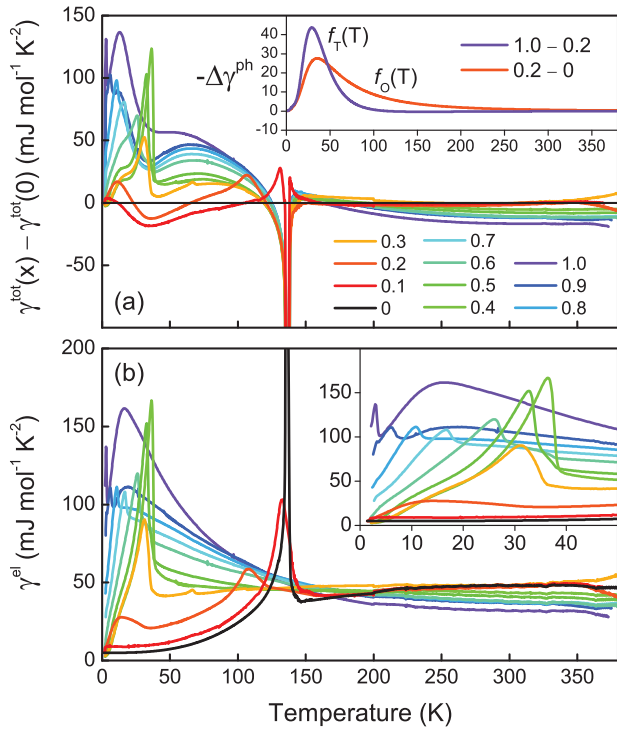 150
100
50
0
-50
γ^tot(x) − γ^tot(0) (mJ mol⁻¹ K⁻²)
(a)
40
30
20
10
0
-10
-Δγ^ph
f_T(T)
f_O(T)
1.0 – 0.2
0.2 – 0
0 50 100 150 200 250 300 350
0.3 0.7
0.2 0.6 1.0
0.1 0.5 0.9
0 0.4 0.8
200
150
100
50
0
γ^el (mJ mol⁻¹ K⁻²)
(b)
150
100
50
0
0 10 20 30 40
0 50 100 150 200 250 300 350
Temperature (K)